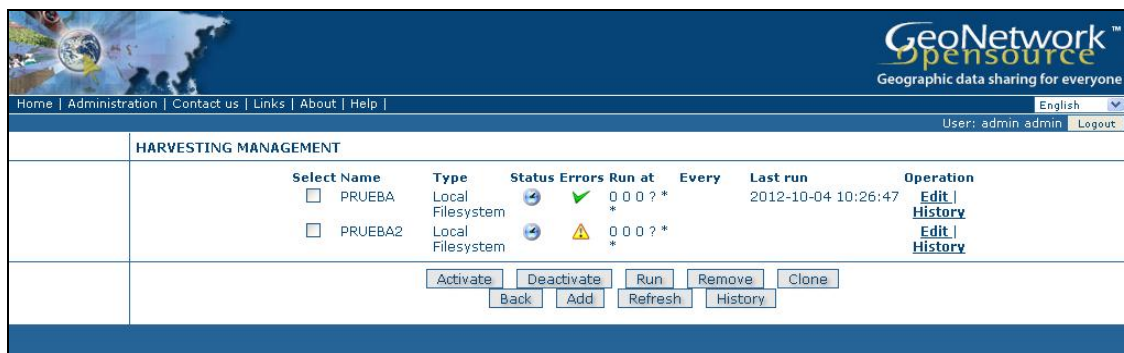 GeoNetwork™
Opensource
Geographic data sharing for everyone
Home | Administration | Contact us | Links | About | Help |
English
User: admin admin Logout
HARVESTING MANAGEMENT
Select Name Type Status Errors Run at Every Last run Operation
PRUEBA Local 0 0 0 ? * 2012-10-04 10:26:47 Edit |
Filesystem * History
PRUEBA2 Local 0 0 0 ? * Edit |
Filesystem * History
Activate Deactivate Run Remove Clone
Back Add Refresh History